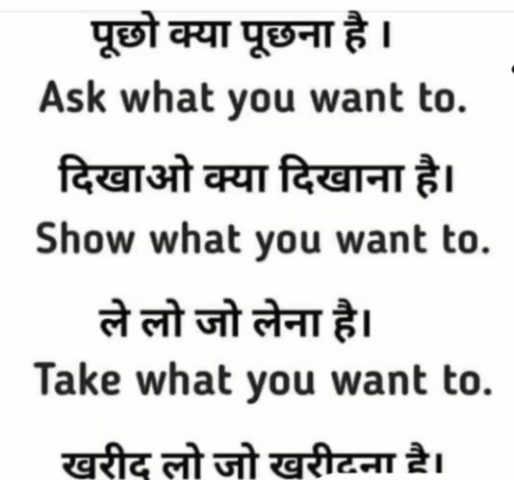 पूछो क्या पूछना है ।
Ask what you want to.
दिखाओ क्या दिखाना है।
Show what you want to.
ले लो जो लेना है।
Take what you want to.
खरीद लो जो खरीदना है।